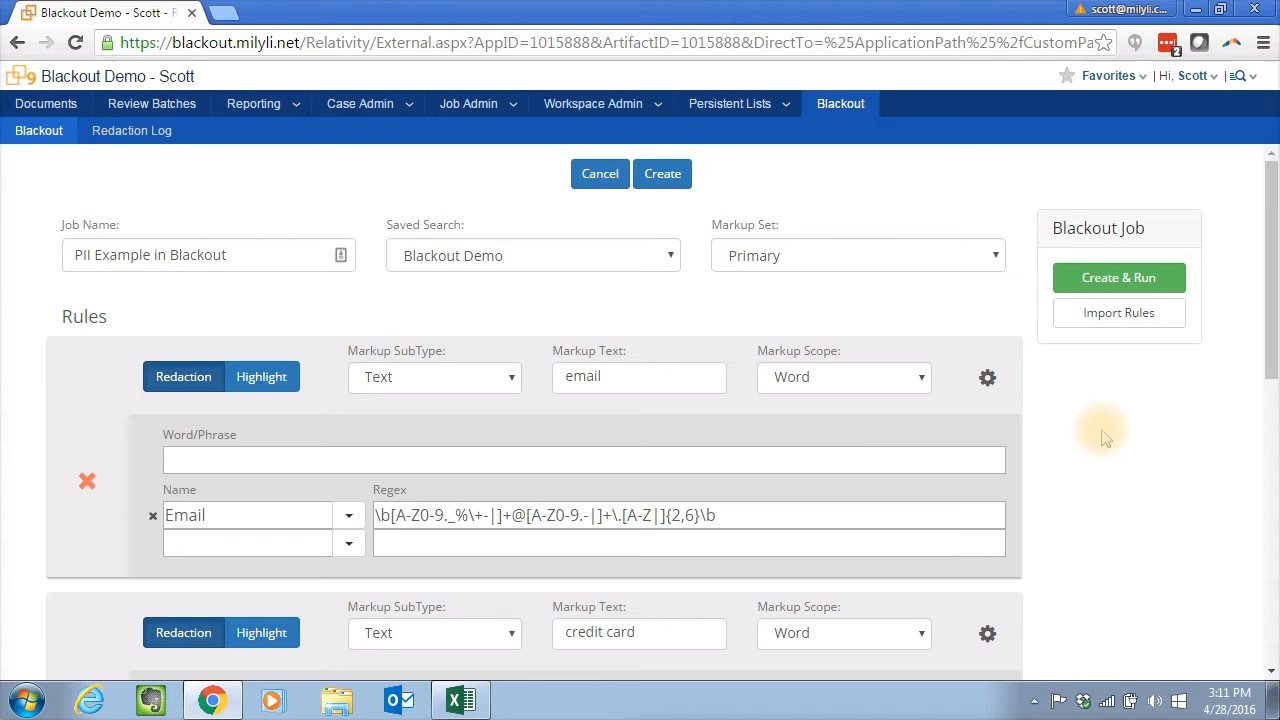 Blackout Demo - Scott - R
scott@milyli.c...
https://blackout.milyli.net/Relativity/External.aspx?AppID=1015888&ArtifactID=1015888&DirectTo=%25ApplicationPath%25%2fCustomPa
2
9 Blackout Demo - Scott
Favorites | Hi, Scott |
Documents Review Batches Reporting Case Admin Job Admin Workspace Admin Persistent Lists Blackout
Blackout Redaction Log
Cancel Create
Job Name: Saved Search: Markup Set:
PII Example in Blackout Blackout Demo Primary
Blackout Job
Create & Run
Import Rules
Rules
Markup SubType: Markup Text: Markup Scope:
Redaction Highlight Text email Word
Word/Phrase
Name Regex
Email \b[A-Z0-9._%\+-|]+@[A-Z0-9.-|]+\.[A-Z|]{2,6}\b
Markup SubType: Markup Text: Markup Scope:
Redaction Highlight Text credit card Word
3:11 PM
4/28/2016